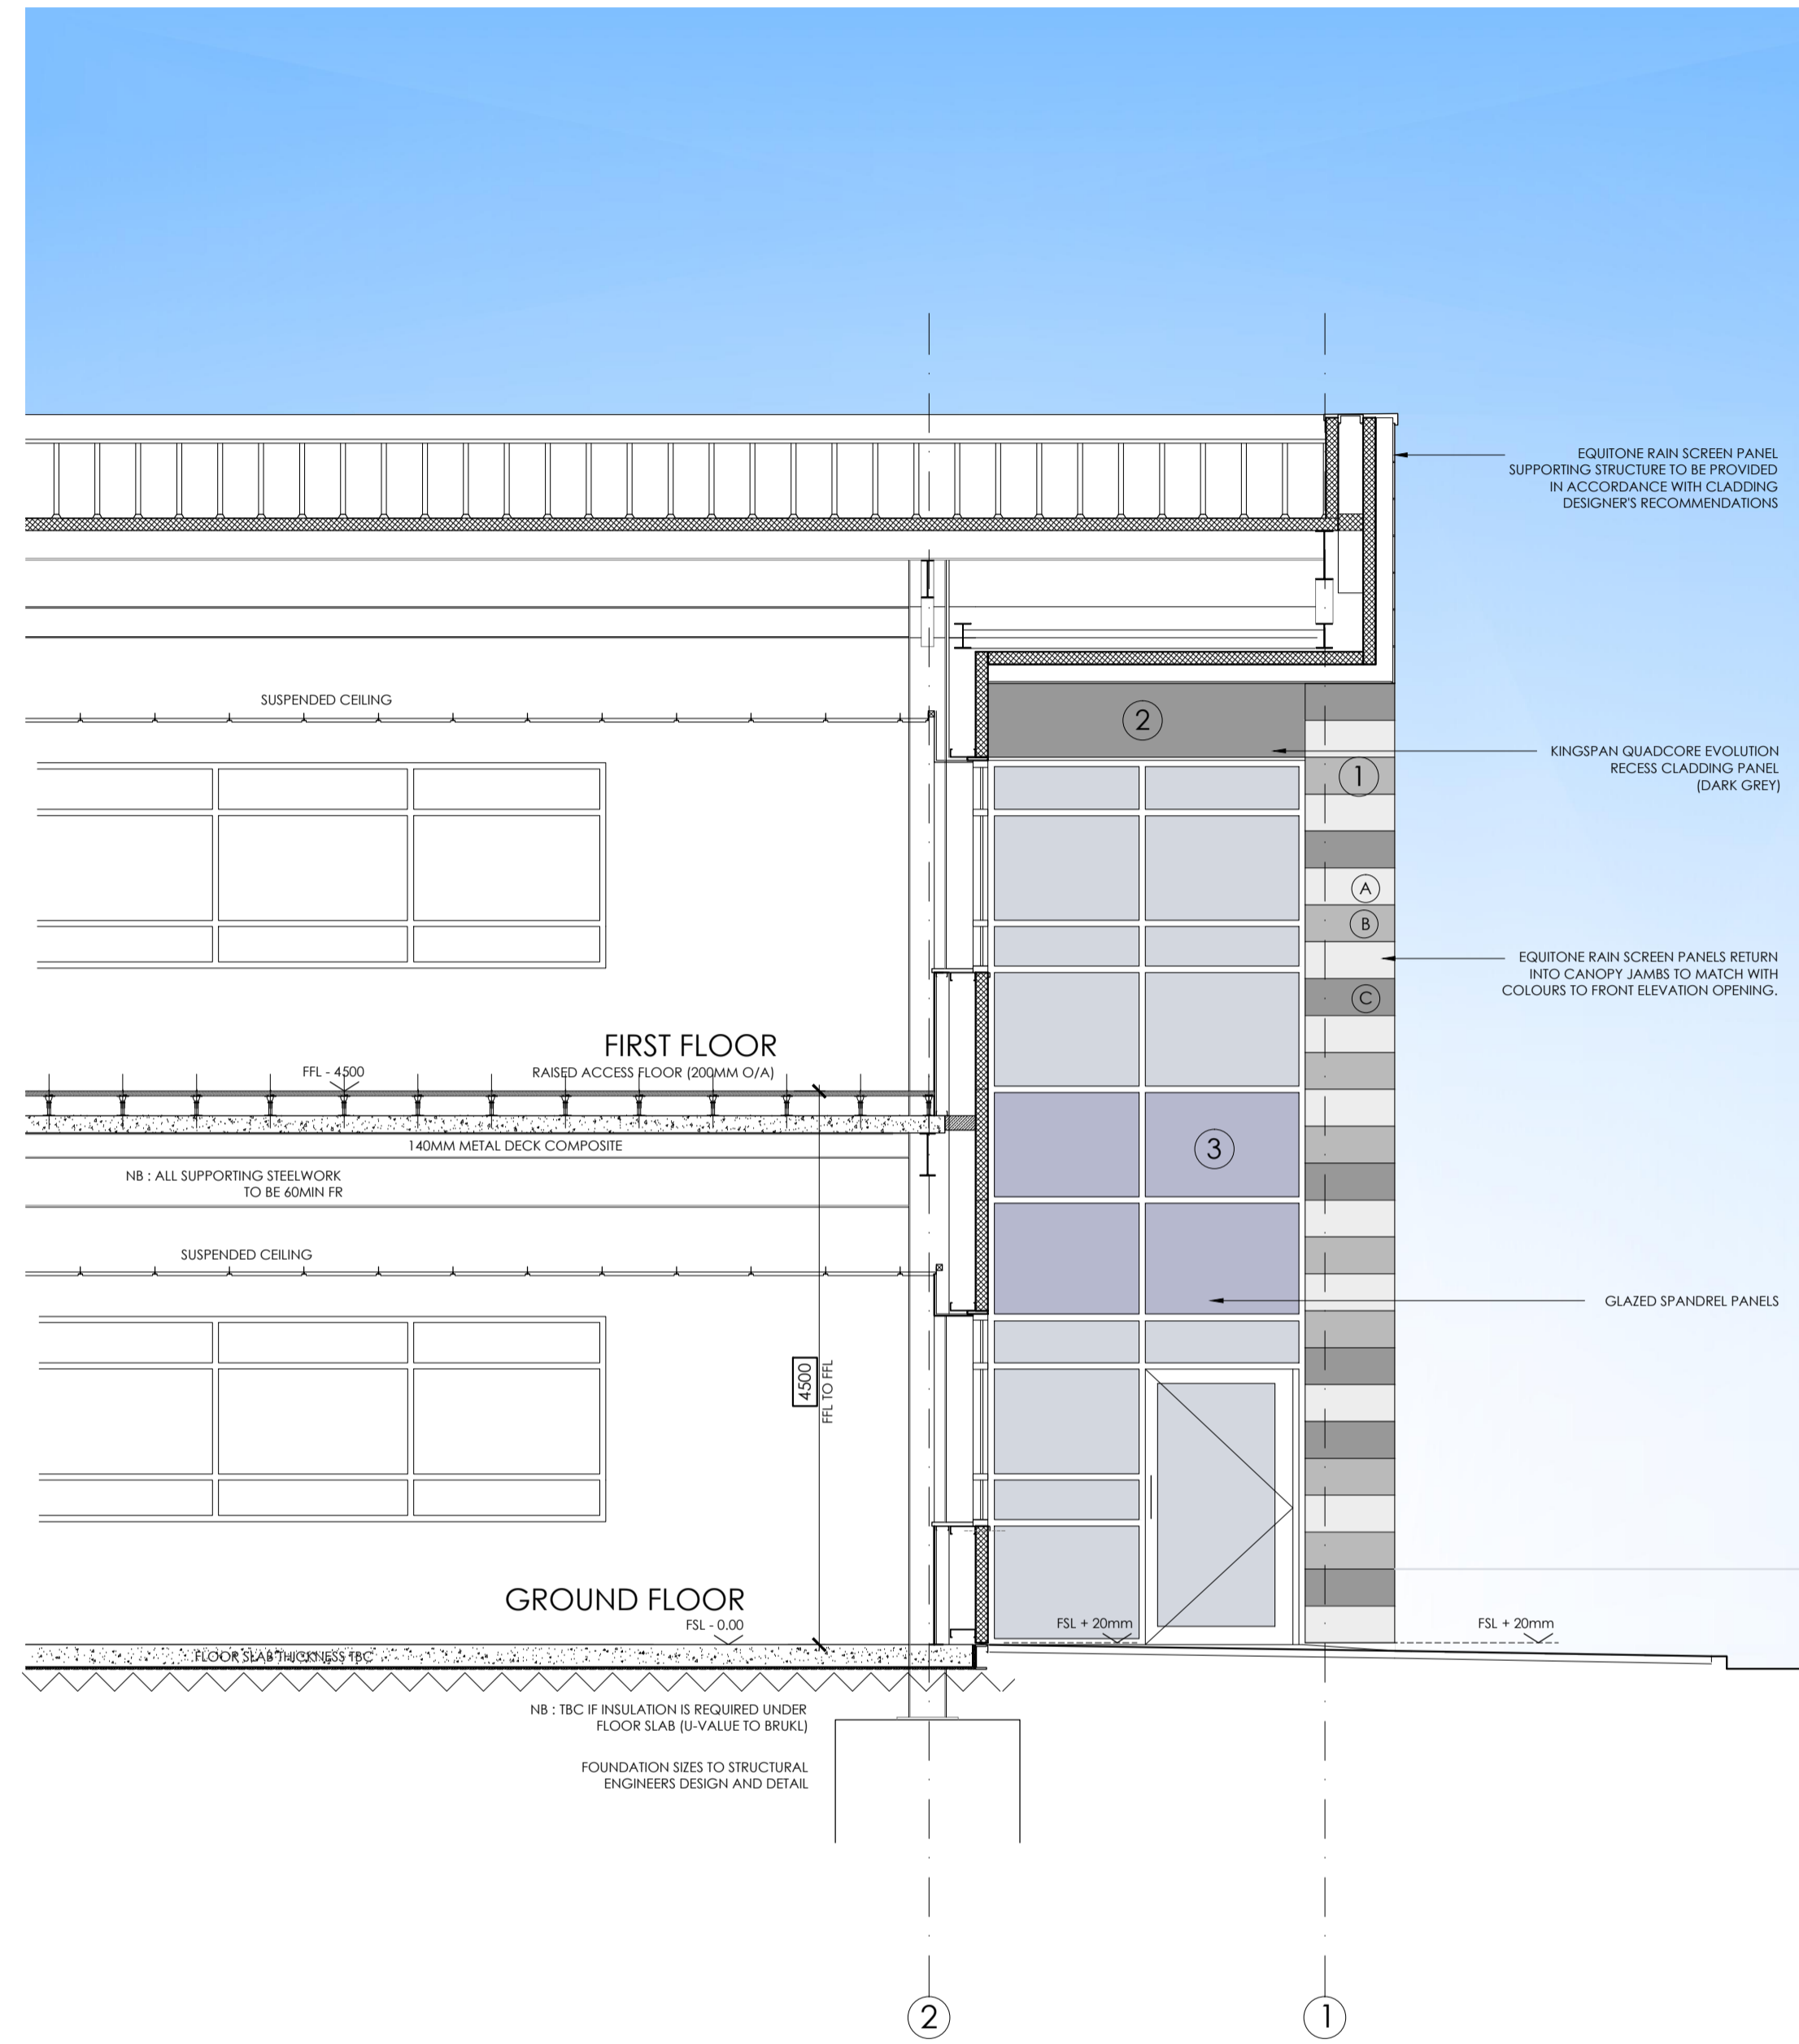 EQUITONE RAIN SCREEN PANEL
SUPPORTING STRUCTURE TO BE PROVIDED
IN ACCORDANCE WITH CLADDING
DESIGNER'S RECOMMENDATIONS
SUSPENDED CEILING
2
KINGSPAN QUADCORE EVOLUTION
RECESS CLADDING PANEL
(DARK GREY)
1
A
B
EQUITONE RAIN SCREEN PANELS RETURN
INTO CANOPY JAMBS TO MATCH WITH
COLOURS TO FRONT ELEVATION OPENING.
C
FIRST FLOOR
FFL - 4500
RAISED ACCESS FLOOR (200MM O/A)
140MM METAL DECK COMPOSITE
3
NB : ALL SUPPORTING STEELWORK
TO BE 60MIN FR
SUSPENDED CEILING
GLAZED SPANDREL PANELS
4500
FFL TO FFL
GROUND FLOOR
FSL - 0.00
FSL + 20mm
FSL + 20mm
FLOOR SLAB THICKNESS TBC
NB : TBC IF INSULATION IS REQUIRED UNDER
FLOOR SLAB (U-VALUE TO BRUKL)
FOUNDATION SIZES TO STRUCTURAL
ENGINEERS DESIGN AND DETAIL
2
1